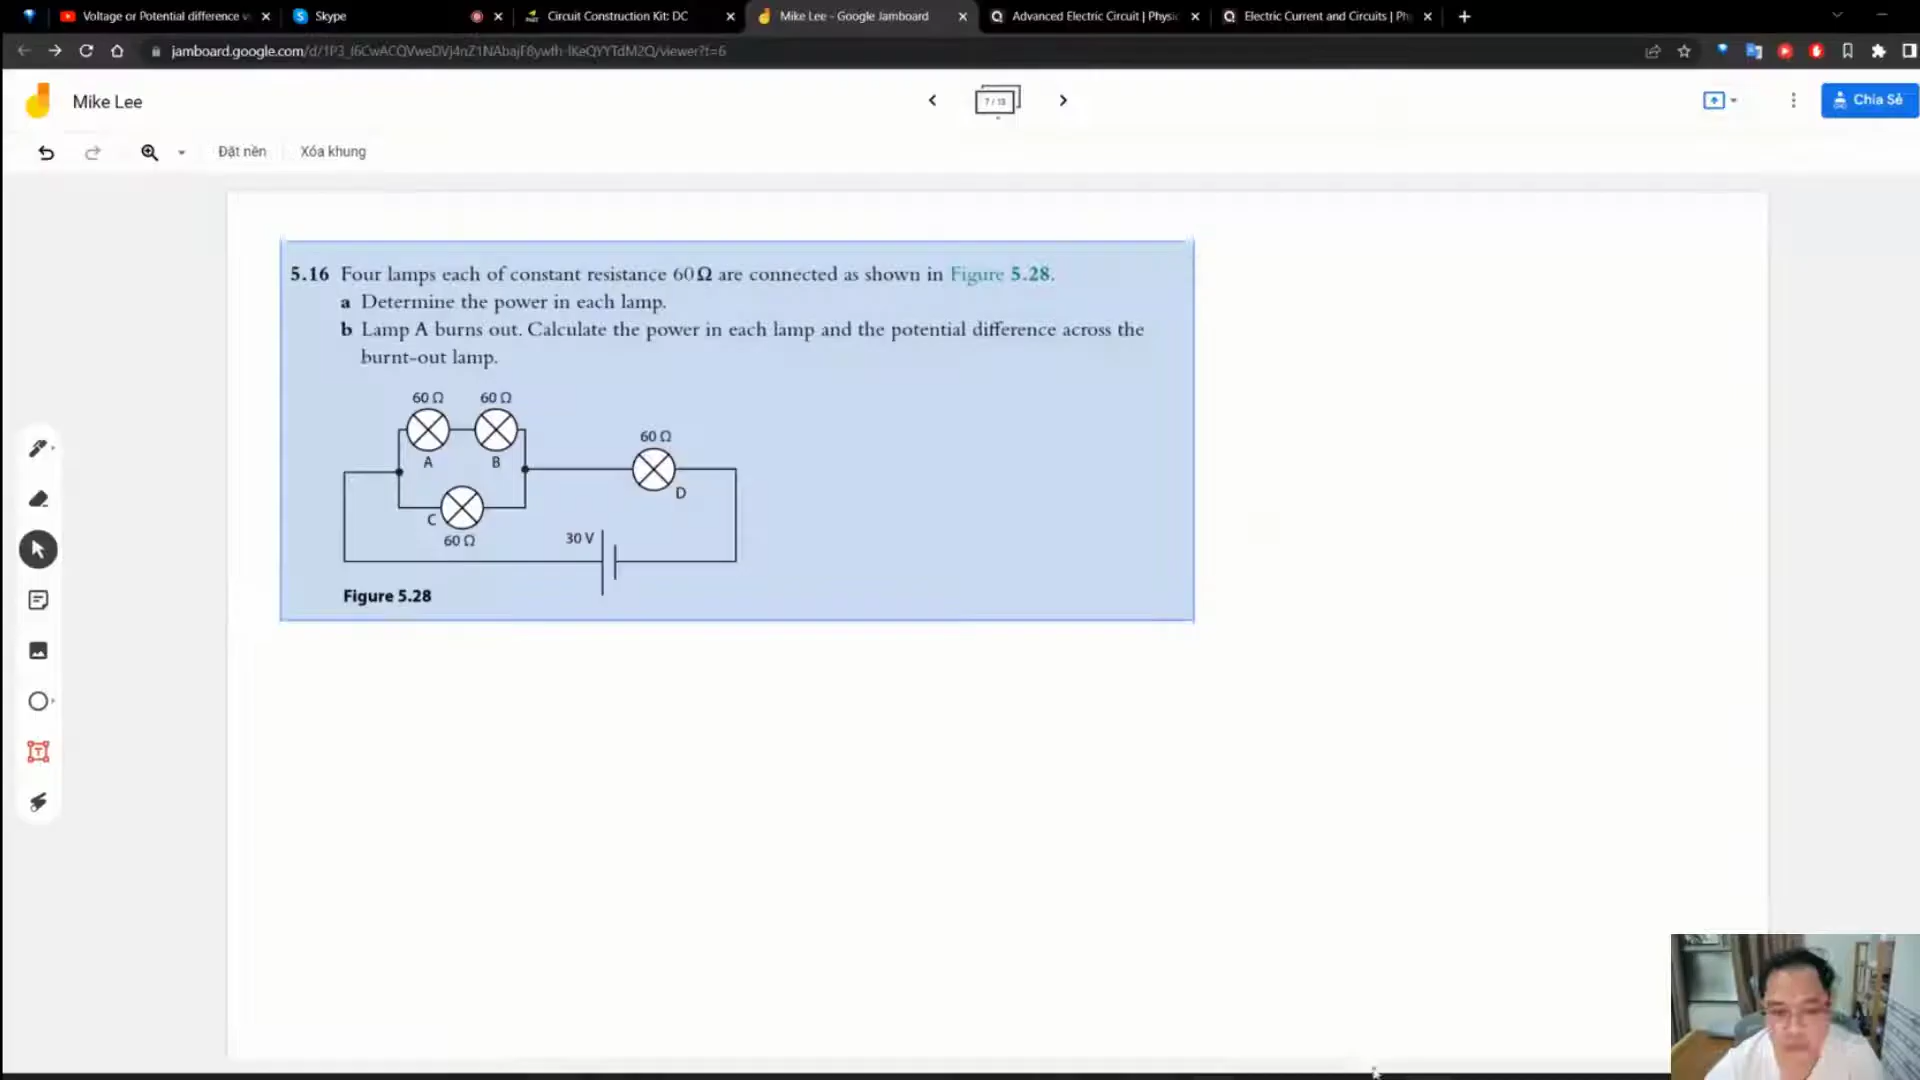 Voltage or Potential difference v
Skype
Circuit Construction Kit: DC
Mike Lee - Google Jamboard
Advanced Electric Circuit | Physic
Electric Current and Circuits | Ph
jamboard.google.com
Mike Lee
7 / 13
Chia Sẻ
Đặt nền
Xóa khung
5.16 Four lamps each of constant resistance 60 Ω are connected as shown in Figure 5.28.
a Determine the power in each lamp.
b Lamp A burns out. Calculate the power in each lamp and the potential difference across the
burnt-out lamp.
60 Ω
60 Ω
60 Ω
A
B
D
C
60 Ω
30 V
Figure 5.28